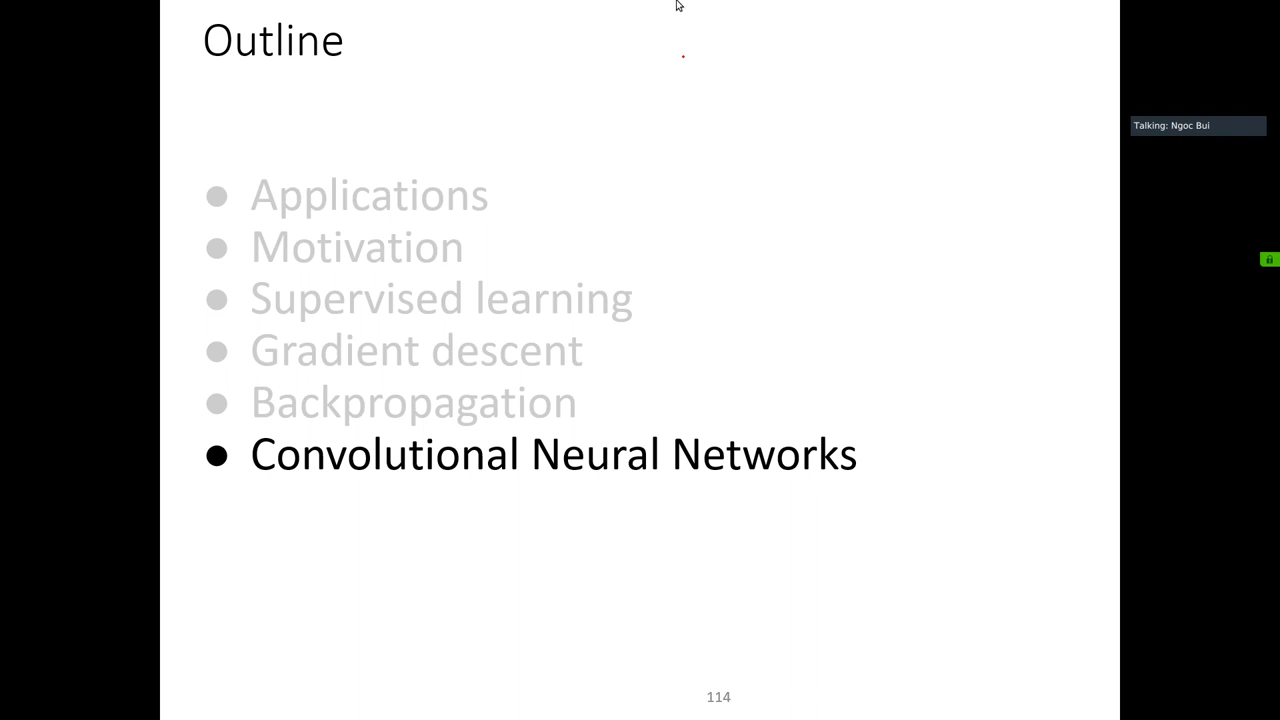 Outline
Talking: Ngoc Bui
● Applications
● Motivation
● Supervised learning
● Gradient descent
● Backpropagation
● Convolutional Neural Networks
114